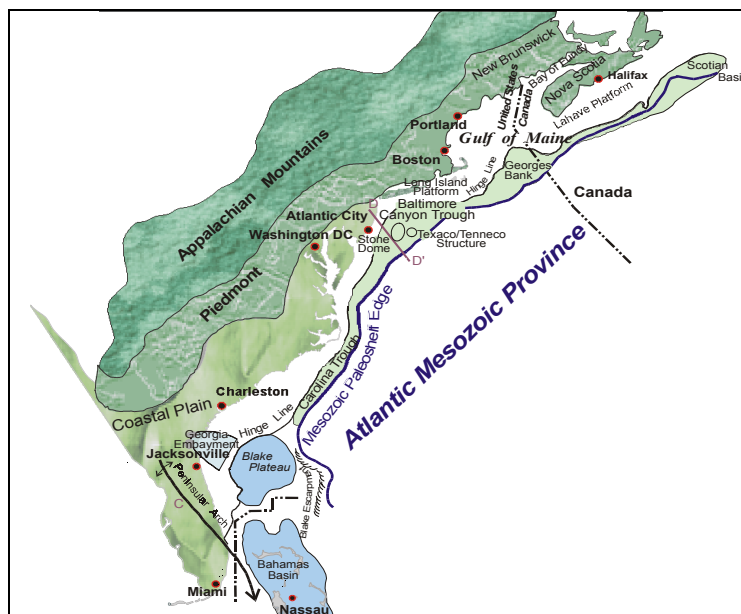 New Brunswick
Bay of Fundy
Nova Scotia
Halifax
Scotian
Basi
United States
Canada
Lahave Platform
Portland
Gulf of Maine
Boston
Hinge Line
Georges
Bank
Canada
Appalachian Mountains
Long Island
Platform
Baltimore
Canyon Trough
D
Atlantic City
Washington DC
Stone
Dome
Texaco/Tenneco
Structure
D'
Piedmont
Atlantic Mesozoic Province
Mesozoic Paleoshelf Edge
Carolina Trough
Charleston
Coastal Plain
Hinge Line
Georgia
Embayment
Jacksonville
Blake
Plateau
Peninsular Arch
C
Blake Escarpment
Bahamas
Basin
Miami
Nassau